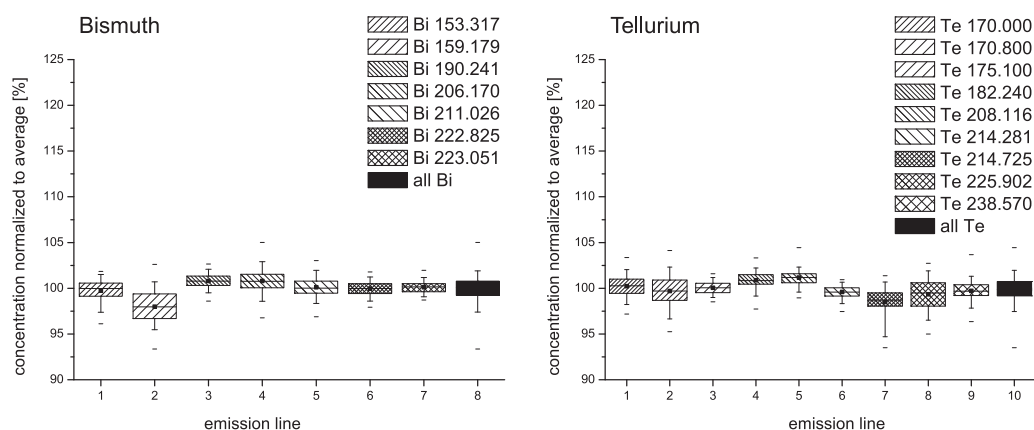 Bismuth
Bi 153.317
Bi 159.179
Bi 190.241
Bi 206.170
Bi 211.026
Bi 222.825
Bi 223.051
all Bi
concentration normalized to average [%]
125
120
115
110
105
100
95
90
1 2 3 4 5 6 7 8
emission line
Tellurium
Te 170.000
Te 170.800
Te 175.100
Te 182.240
Te 208.116
Te 214.281
Te 214.725
Te 225.902
Te 238.570
all Te
concentration normalized to average [%]
125
120
115
110
105
100
95
90
1 2 3 4 5 6 7 8 9 10
emission line